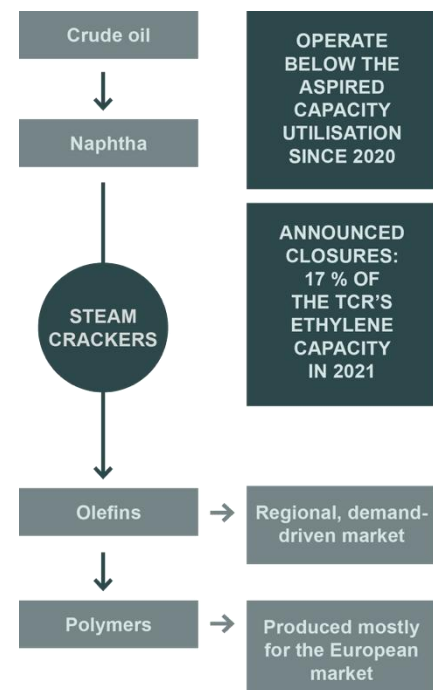 Crude oil
Naphtha
STEAM
CRACKERS
Olefins
Polymers
OPERATE
BELOW THE
ASPIRED
CAPACITY
UTILISATION
SINCE 2020
ANNOUNCED
CLOSURES:
17 % OF
THE TCR’S
ETHYLENE
CAPACITY
IN 2021
Regional, demand-
driven market
Produced mostly
for the European
market